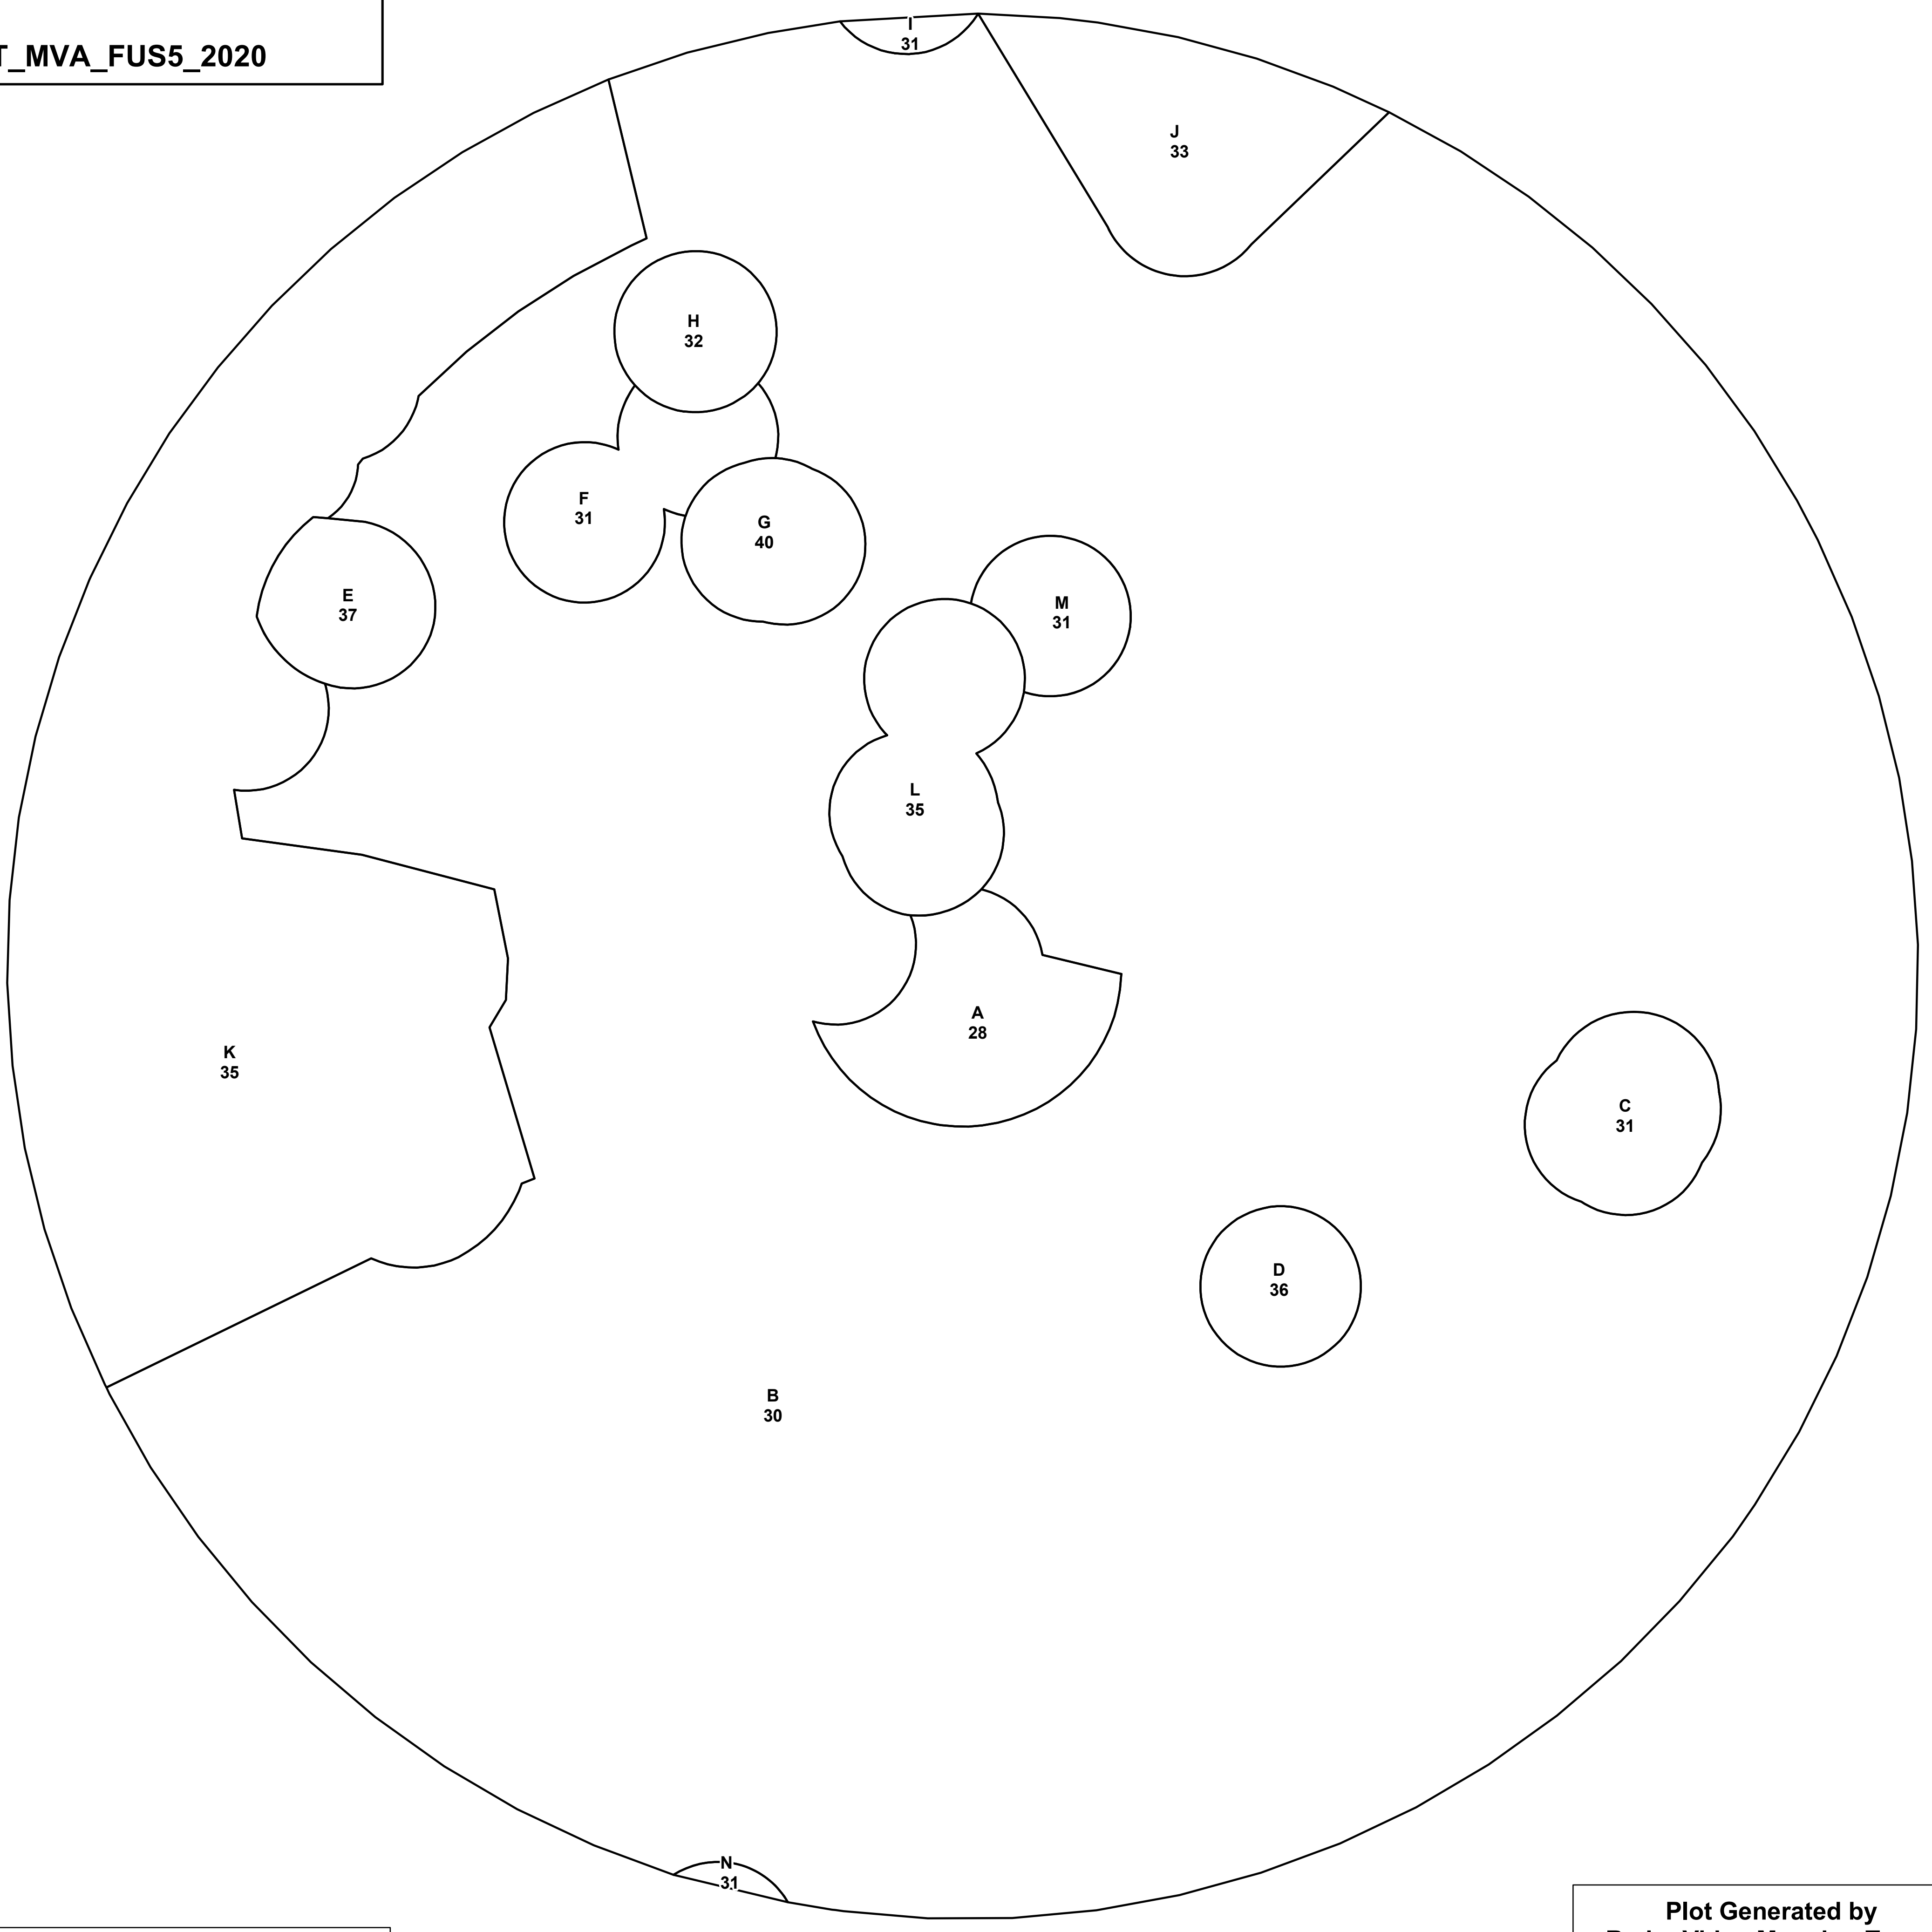 T_MVA_FUS5_2020
I
31
J
33
H
32
F
31
G
40
E
37
M
31
L
35
A
28
K
35
C
31
D
36
B
30
N
31
Plot Generated by